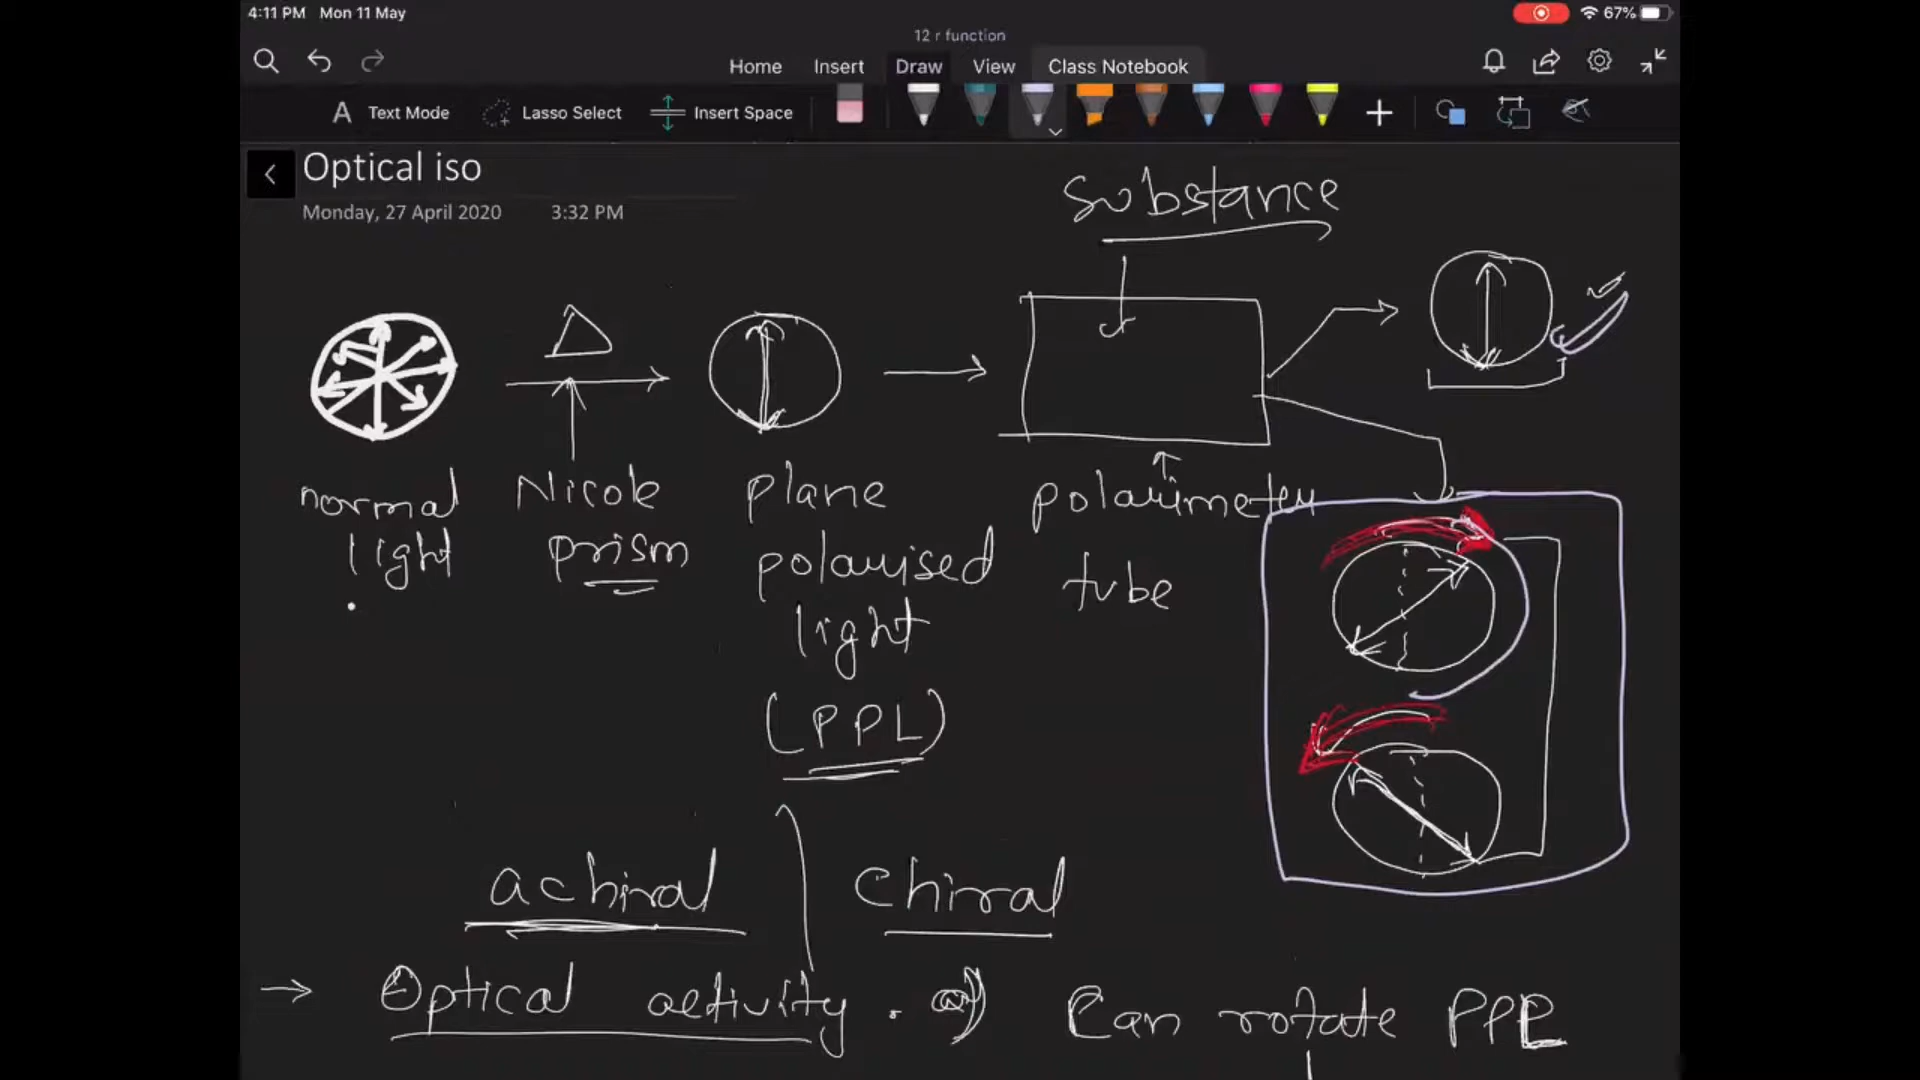 4:11 PM Mon 11 May
67%
12 r function
Home Insert Draw View Class Notebook
A Text Mode Lasso Select Insert Space
Optical iso
Monday, 27 April 2020 3:32 PM
Substance
normal
light
Nicole
prism
plane
polarised
light
(PPL)
polarimeter
tube
achiral
Chirral
→ Optical activity. a)
Can rotate PPL